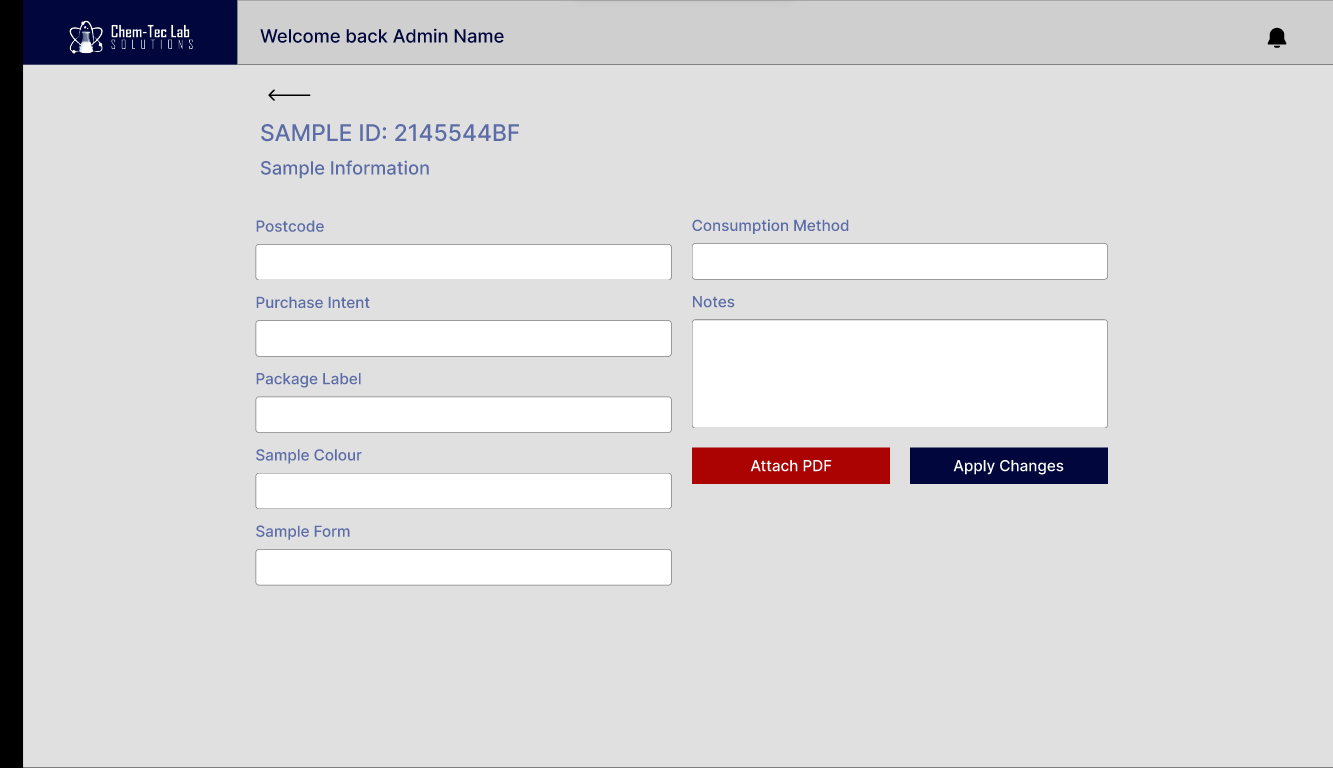 Chem-Tec Lab
SOLUTIONS
Welcome back Admin Name
SAMPLE ID: 2145544BF
Sample Information
Postcode
Purchase Intent
Package Label
Sample Colour
Sample Form
Consumption Method
Notes
Attach PDF
Apply Changes